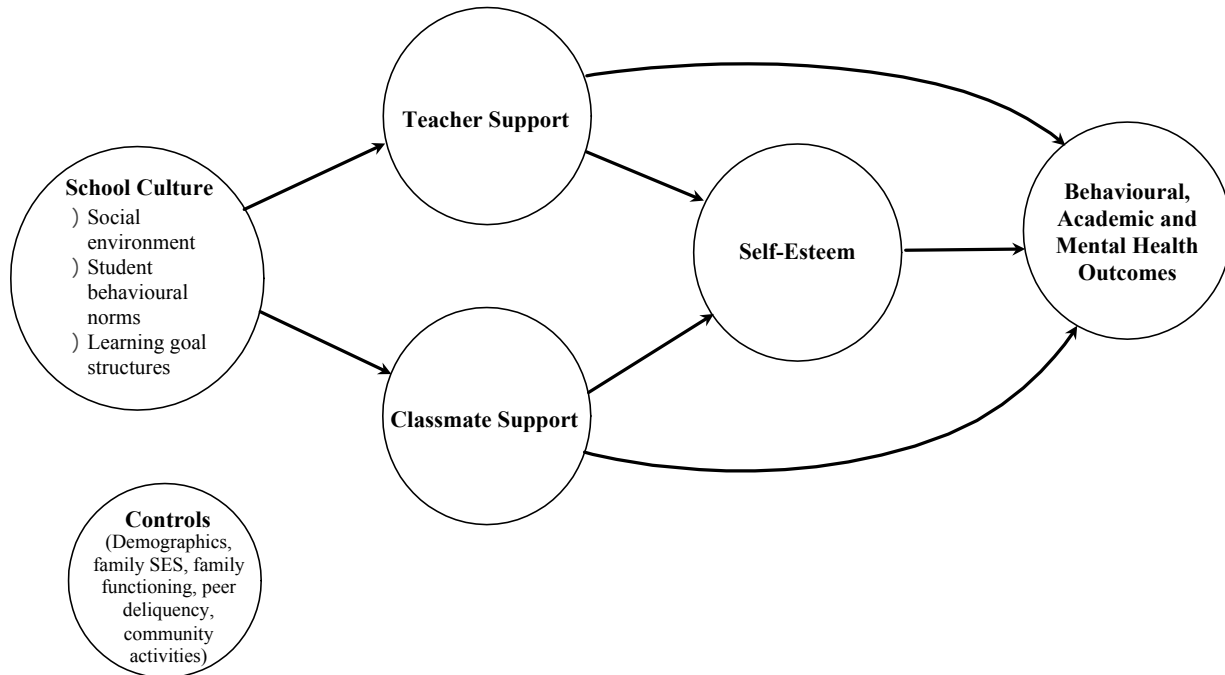 School Culture
) Social
environment
) Student
behavioural
norms
) Learning goal
structures
Teacher Support
Classmate Support
Self-Esteem
Behavioural,
Academic and
Mental Health
Outcomes
Controls
(Demographics,
family SES, family
functioning, peer
deliquency,
community
activities)